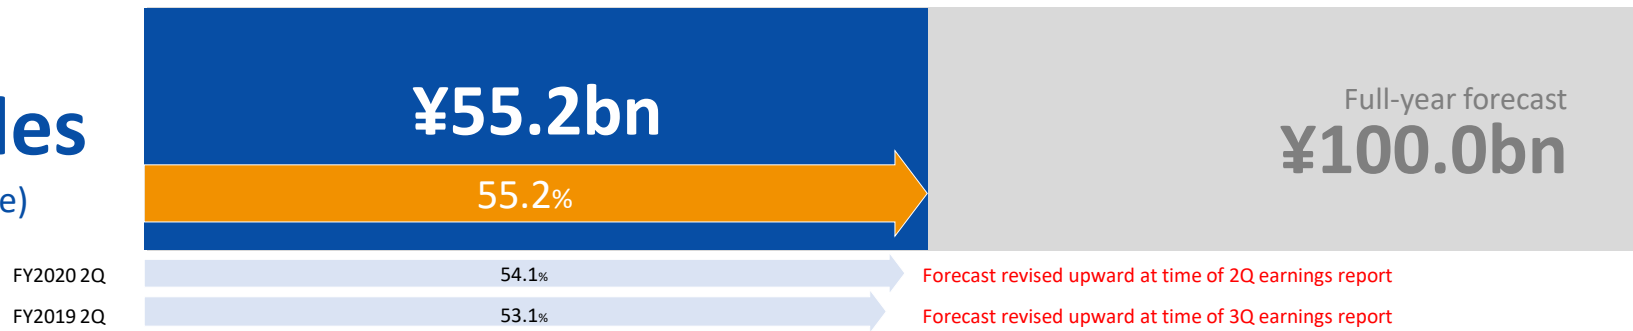 ¥55.2bn
Full-year forecast
¥100.0bn
55.2%
FY2020 2Q 54.1% Forecast revised upward at time of 2Q earnings report
FY2019 2Q 53.1% Forecast revised upward at time of 3Q earnings report